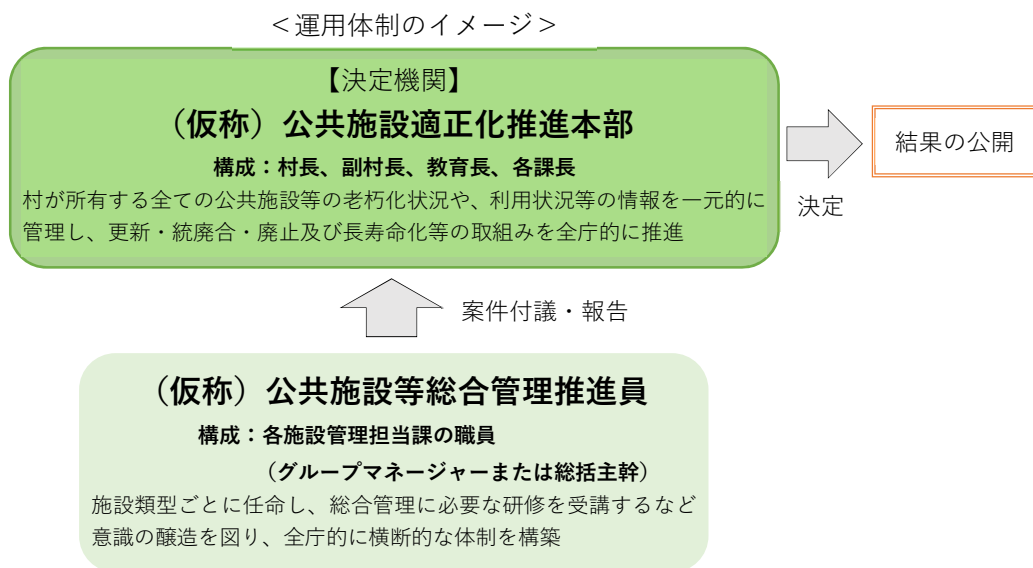 ＜運用体制のイメージ＞
【決定機関】
（仮称）公共施設適正化推進本部
構成：村長、副村長、教育長、各課長
村が所有する全ての公共施設等の老朽化状況や、利用状況等の情報を一元的に
管理し、更新・統廃合・廃止及び長寿命化等の取組みを全庁的に推進
決定
結果の公開
案件付議・報告
（仮称）公共施設等総合管理推進員
構成：各施設管理担当課の職員
（グループマネージャーまたは総括主幹）
施設類型ごとに任命し、総合管理に必要な研修を受講するなど
意識の醸造を図り、全庁的に横断的な体制を構築